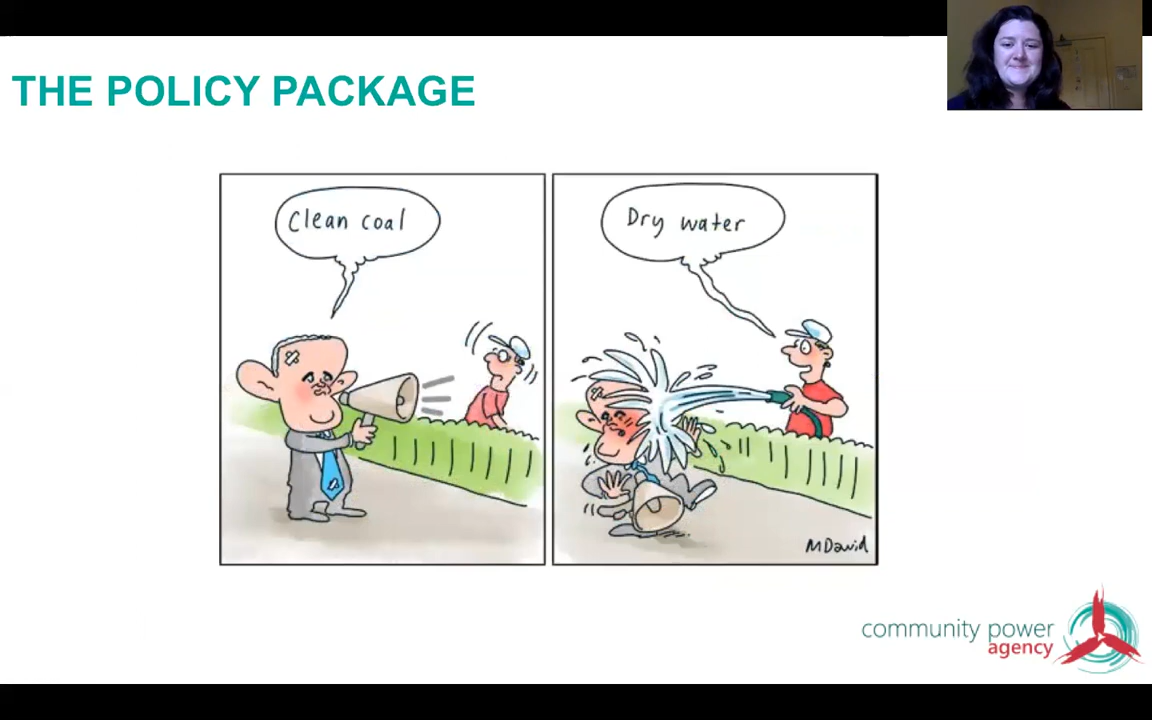 THE POLICY PACKAGE
Clean coal
Dry water
MDavid
community power
agency